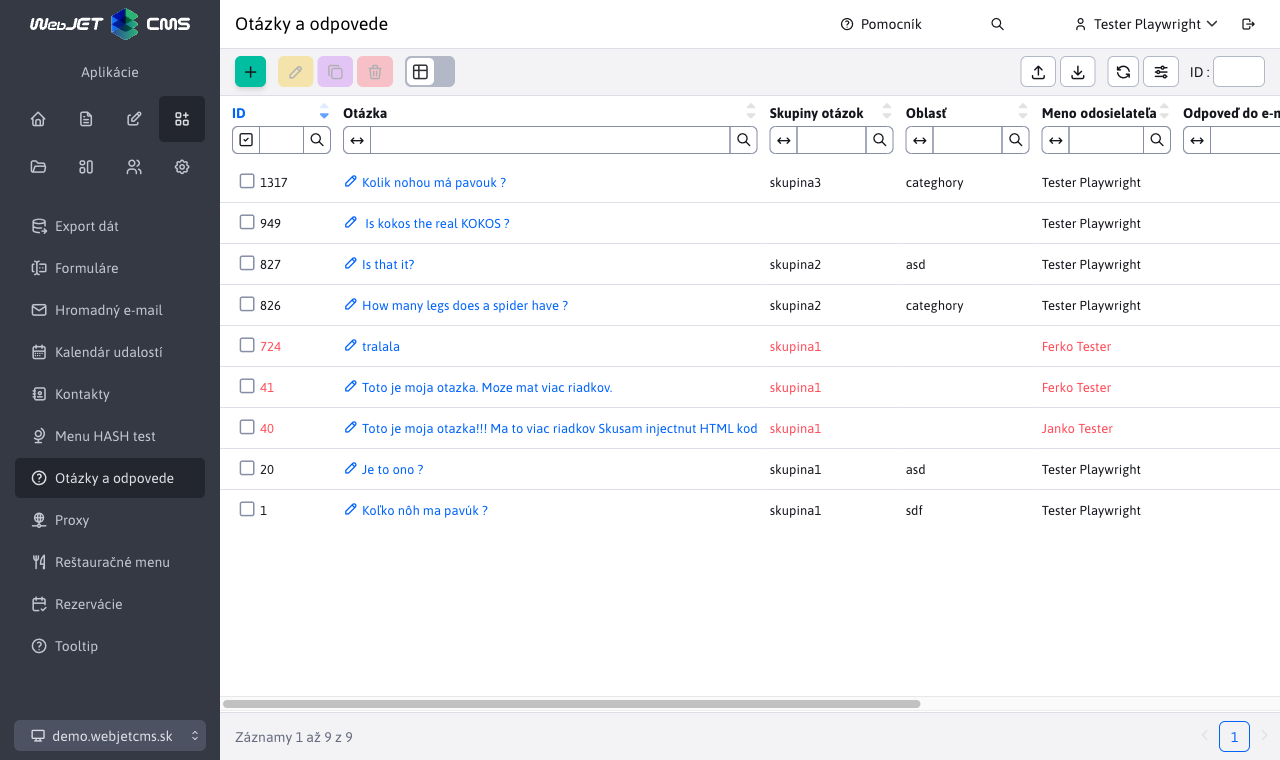 WebJET CMS
Otázky a odpovede
Pomocník
Tester Playwright
Aplikácie
ID :
ID
Otázka
Skupiny otázok
Oblasť
Meno odosielateľa
Odpoveď do e-m
1317
Kolik nohou má pavouk ?
skupina3
categhory
Tester Playwright
949
Is kokos the real KOKOS ?
Tester Playwright
827
Is that it?
skupina2
asd
Tester Playwright
826
How many legs does a spider have ?
skupina2
categhory
Tester Playwright
724
tralala
skupina1
Ferko Tester
41
Toto je moja otazka. Moze mat viac riadkov.
skupina1
Ferko Tester
40
Toto je moja otazka!!! Ma to viac riadkov Skusam injectnut HTML kod
skupina1
Janko Tester
20
Je to ono ?
skupina1
asd
Tester Playwright
1
Koľko nôh ma pavúk ?
skupina1
sdf
Tester Playwright
Export dát
Formuláre
Hromadný e-mail
Kalendár udalostí
Kontakty
Menu HASH test
Otázky a odpovede
Proxy
Reštauračné menu
Rezervácie
Tooltip
demo.webjetcms.sk
Záznamy 1 až 9 z 9
1